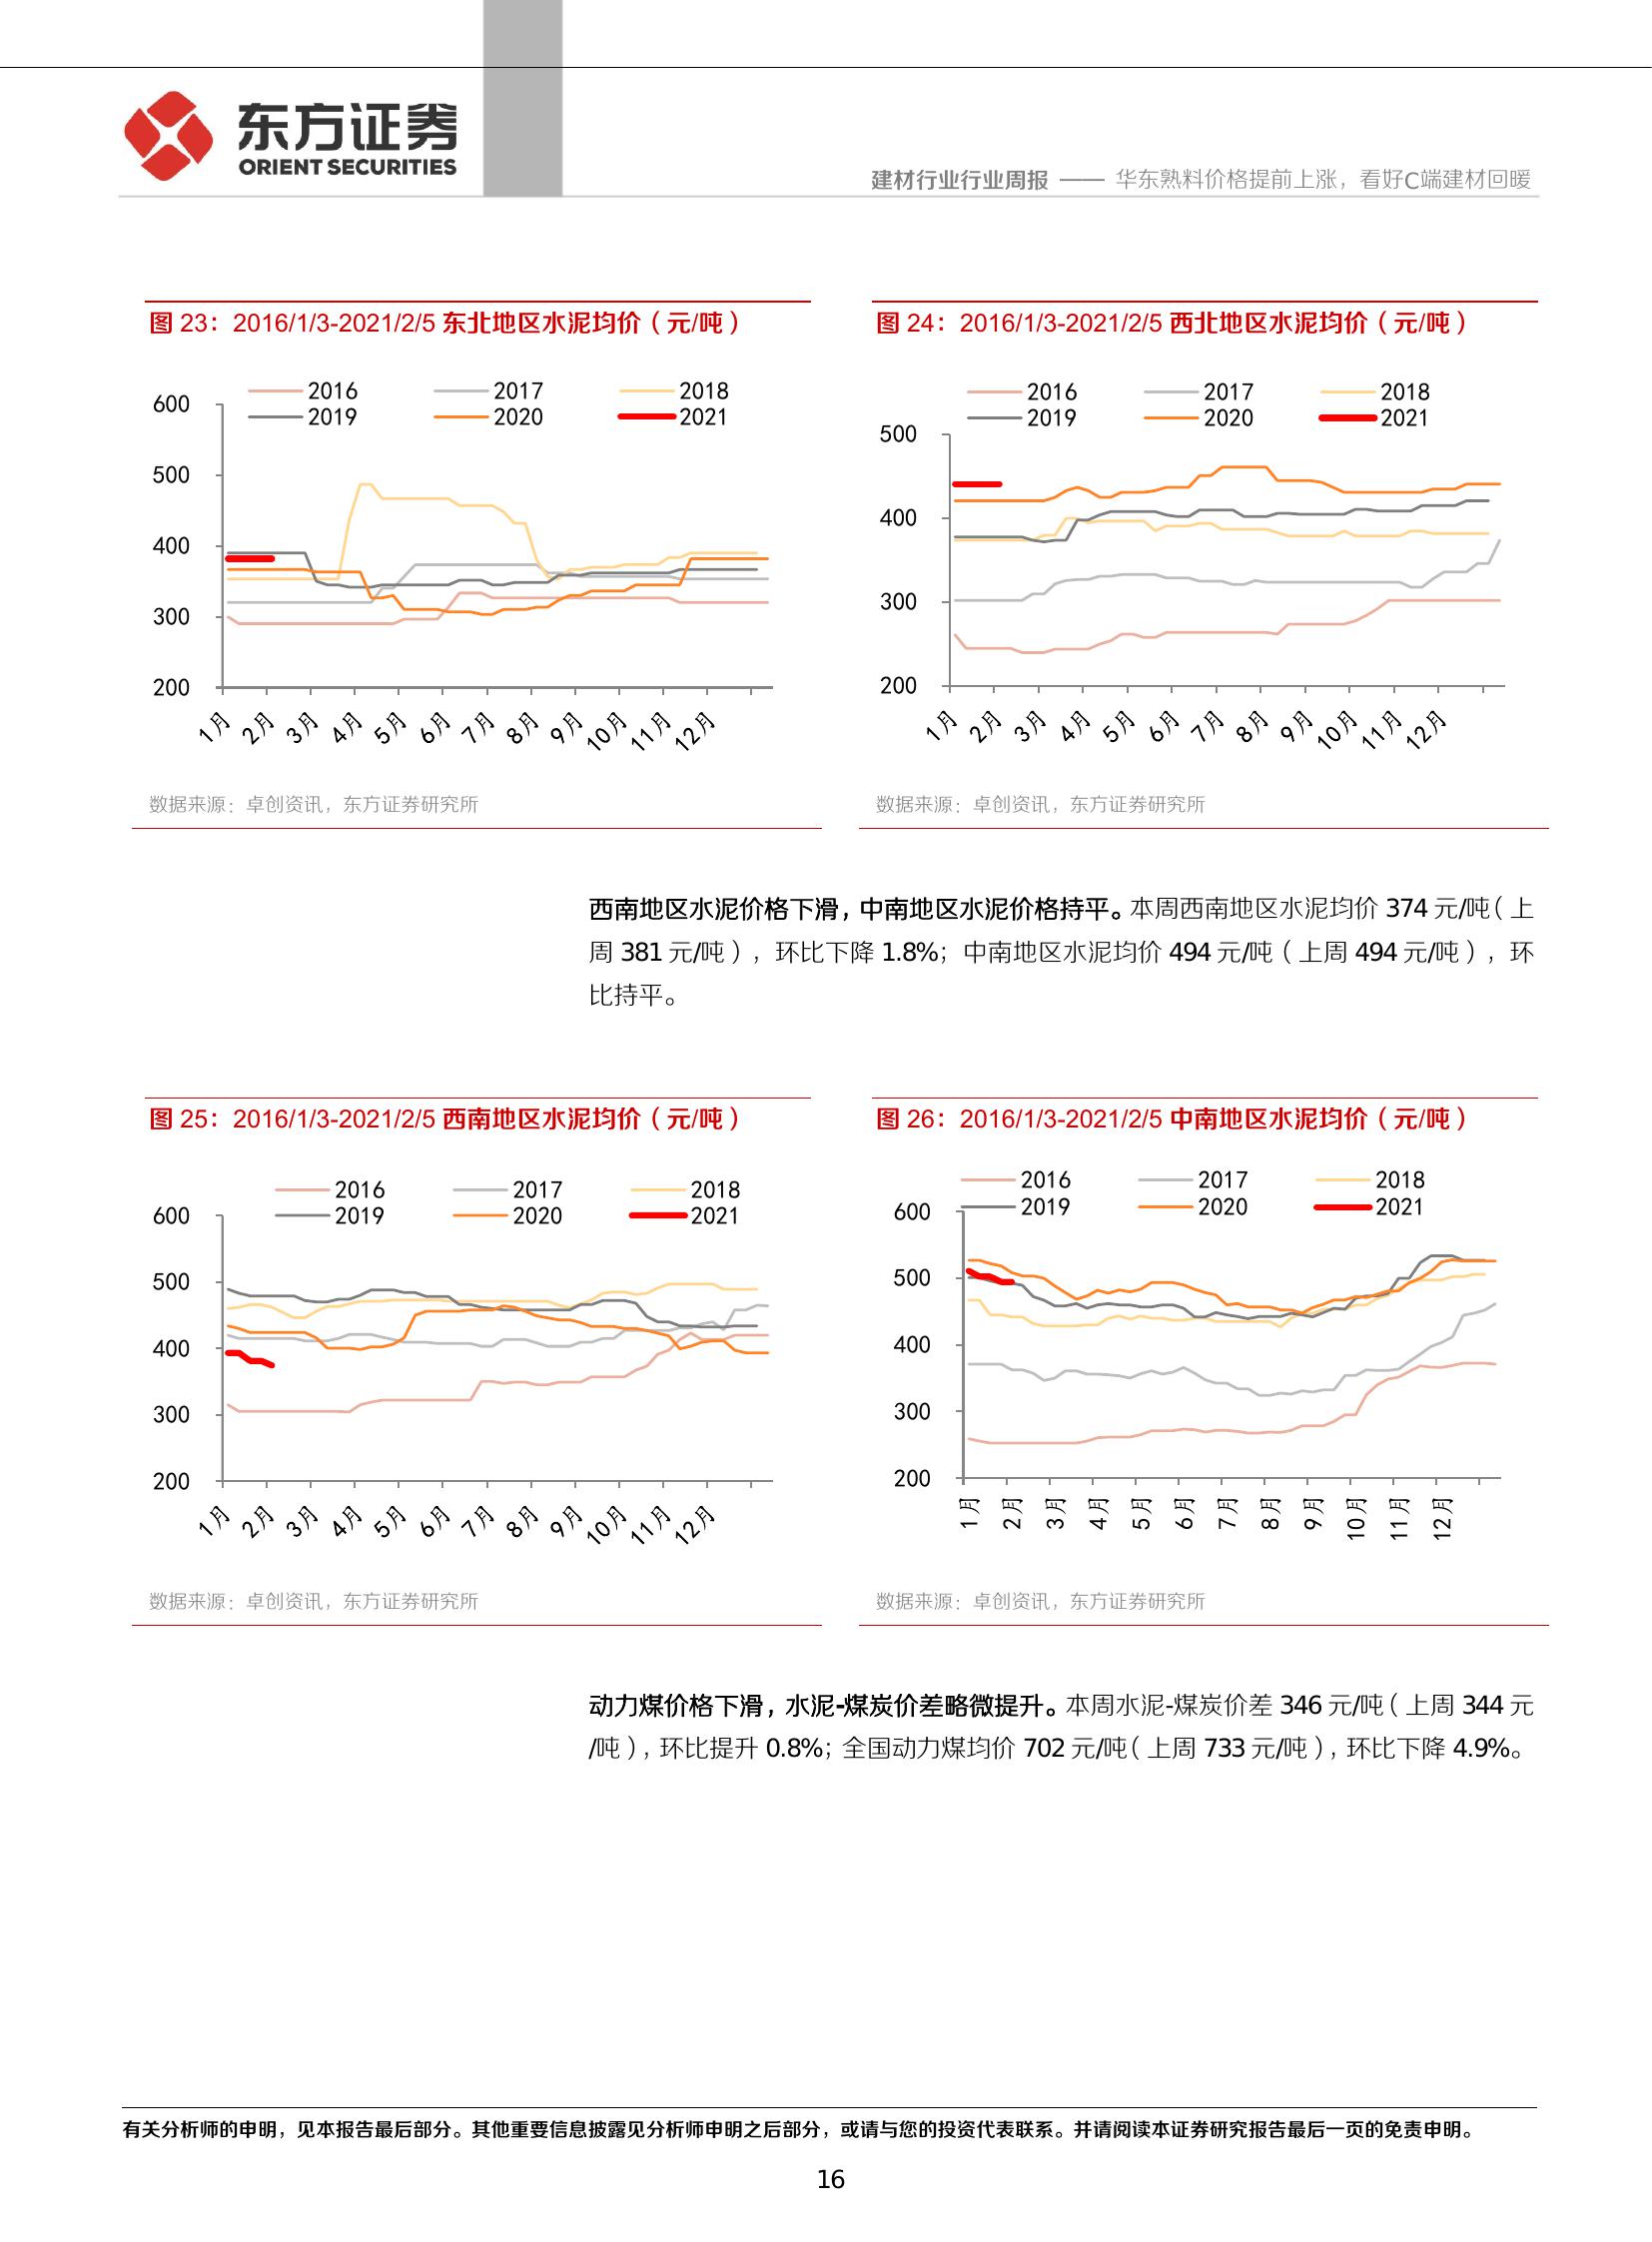 东方证券
ORIENT SECURITIES
建材行业行业周报 —— 华东熟料价格提前上涨，看好C端建材回暖
图 23：2016/1/3-2021/2/5 东北地区水泥均价（元/吨）
2016 2017 2018
2019 2020 2021
600
500
400
300
200
1月 2月 3月 4月 5月 6月 7月 8月 9月 10月 11月 12月
数据来源：卓创资讯，东方证券研究所
图 24：2016/1/3-2021/2/5 西北地区水泥均价（元/吨）
2016 2017 2018
2019 2020 2021
500
400
300
200
1月 2月 3月 4月 5月 6月 7月 8月 9月 10月 11月 12月
数据来源：卓创资讯，东方证券研究所
西南地区水泥价格下滑，中南地区水泥价格持平。本周西南地区水泥均价 374 元/吨（上
周 381 元/吨），环比下降 1.8%；中南地区水泥均价 494 元/吨（上周 494 元/吨），环
比持平。
图 25：2016/1/3-2021/2/5 西南地区水泥均价（元/吨）
2016 2017 2018
2019 2020 2021
600
500
400
300
200
1月 2月 3月 4月 5月 6月 7月 8月 9月 10月 11月 12月
数据来源：卓创资讯，东方证券研究所
图 26：2016/1/3-2021/2/5 中南地区水泥均价（元/吨）
2016 2017 2018
2019 2020 2021
600
500
400
300
200
1月 2月 3月 4月 5月 6月 7月 8月 9月 10月 11月 12月
数据来源：卓创资讯，东方证券研究所
动力煤价格下滑，水泥-煤炭价差略微提升。本周水泥-煤炭价差 346 元/吨（上周 344 元
/吨），环比提升 0.8%；全国动力煤均价 702 元/吨（上周 733 元/吨），环比下降 4.9%。
有关分析师的申明，见本报告最后部分。其他重要信息披露见分析师申明之后部分，或请与您的投资代表联系。并请阅读本证券研究报告最后一页的免责申明。
16